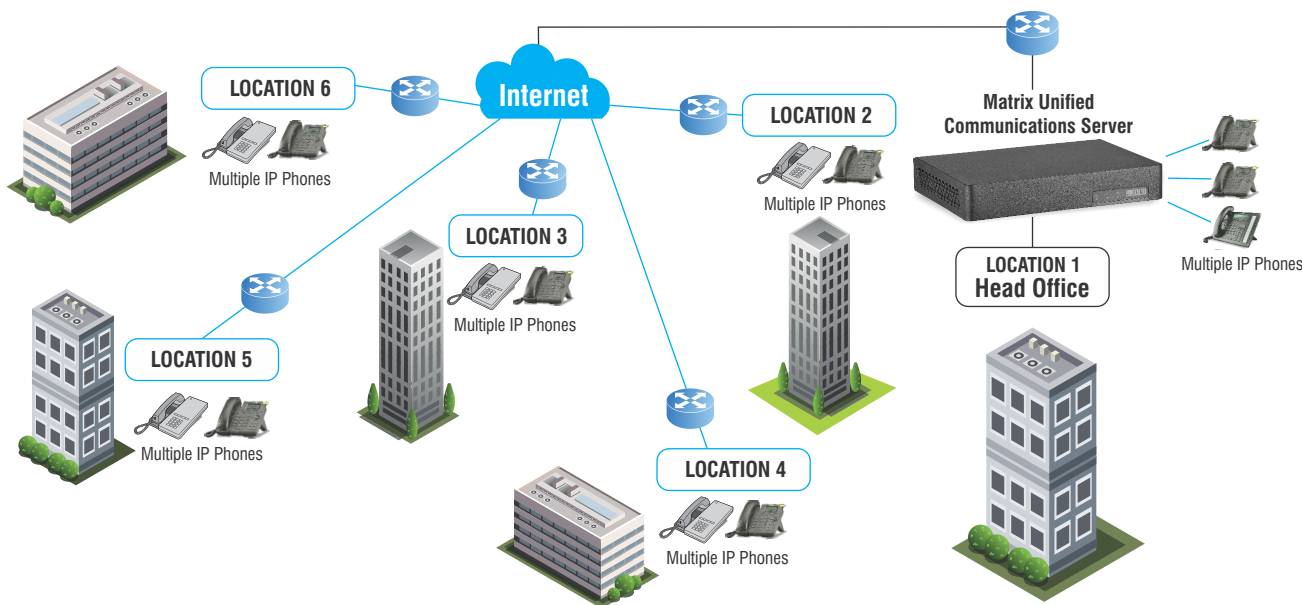 LOCATION 6
Multiple IP Phones
Internet
LOCATION 2
Multiple IP Phones
Matrix Unified
Communications Server
Multiple IP Phones
LOCATION 1
Head Office
LOCATION 3
Multiple IP Phones
LOCATION 5
Multiple IP Phones
LOCATION 4
Multiple IP Phones